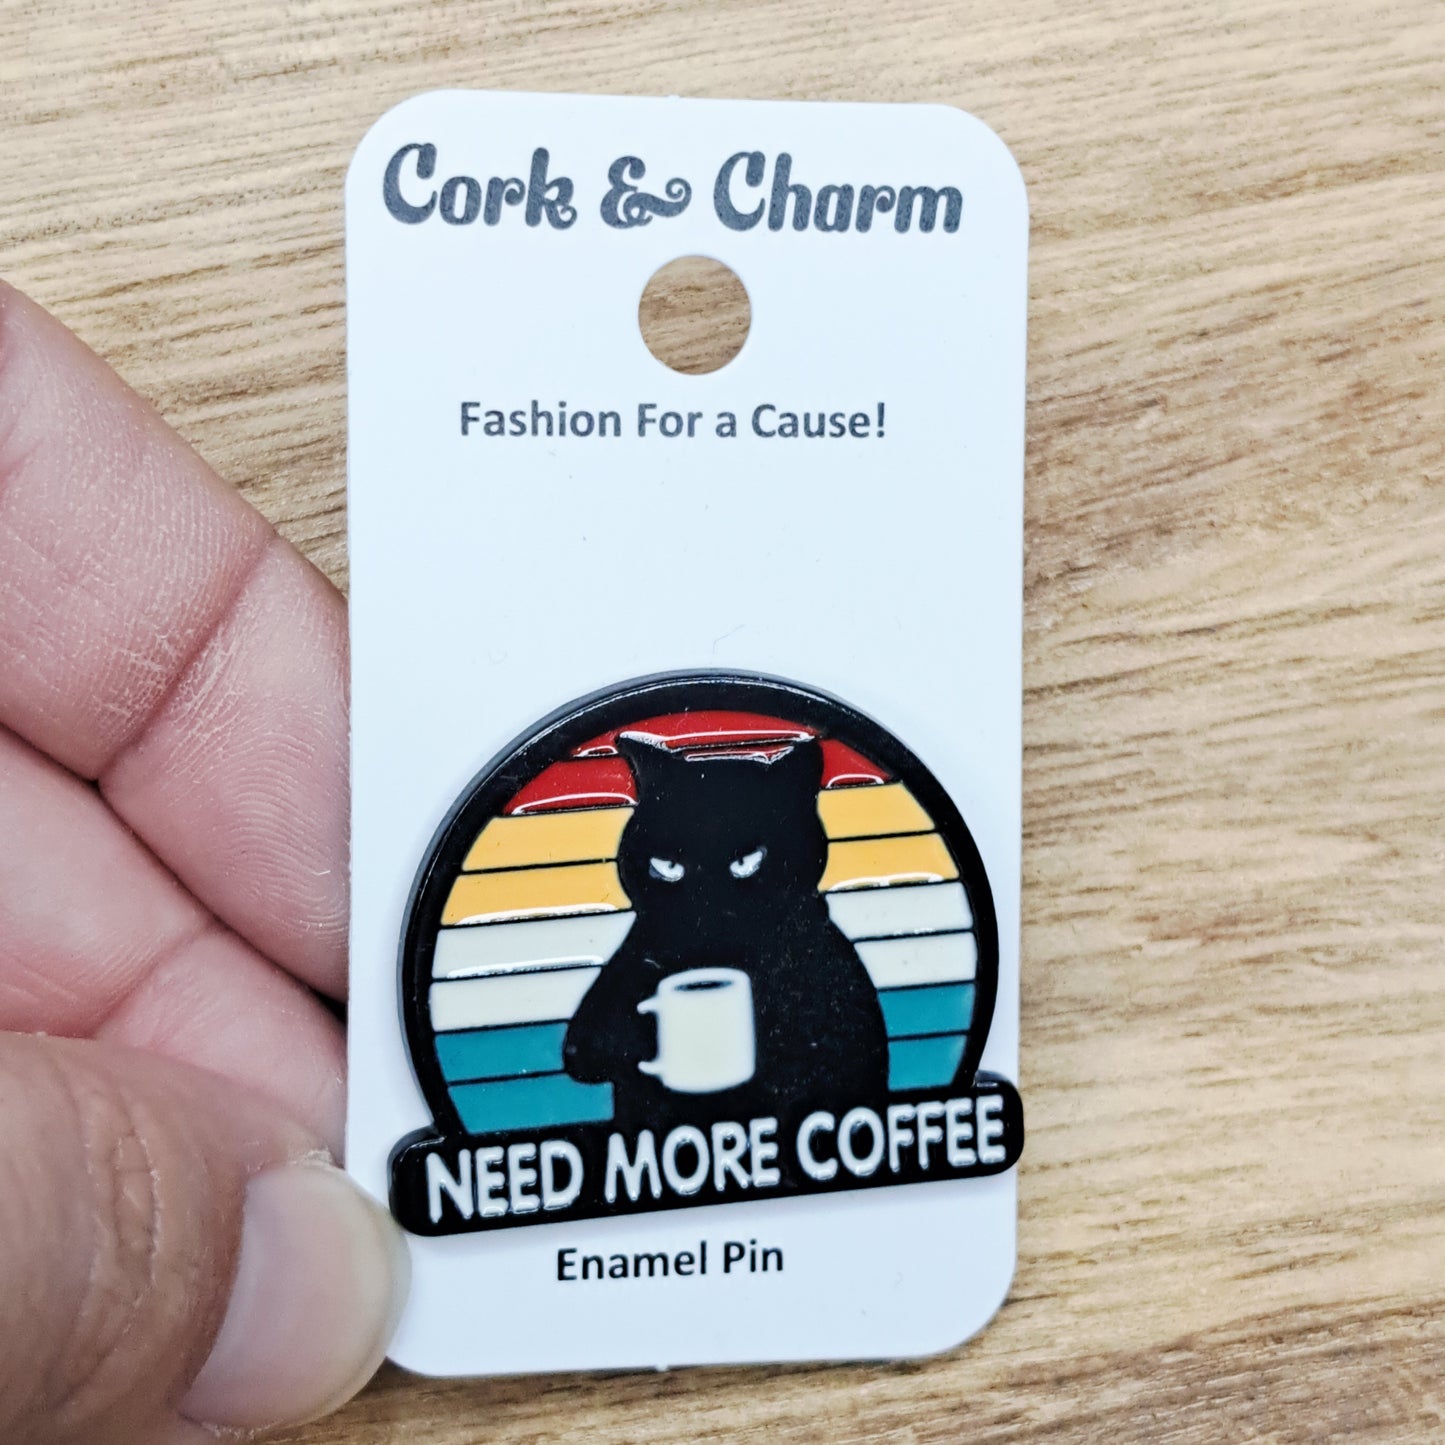 Cork & Charm
Fashion For a Cause!
NEED MORE COFFEE
Enamel Pin